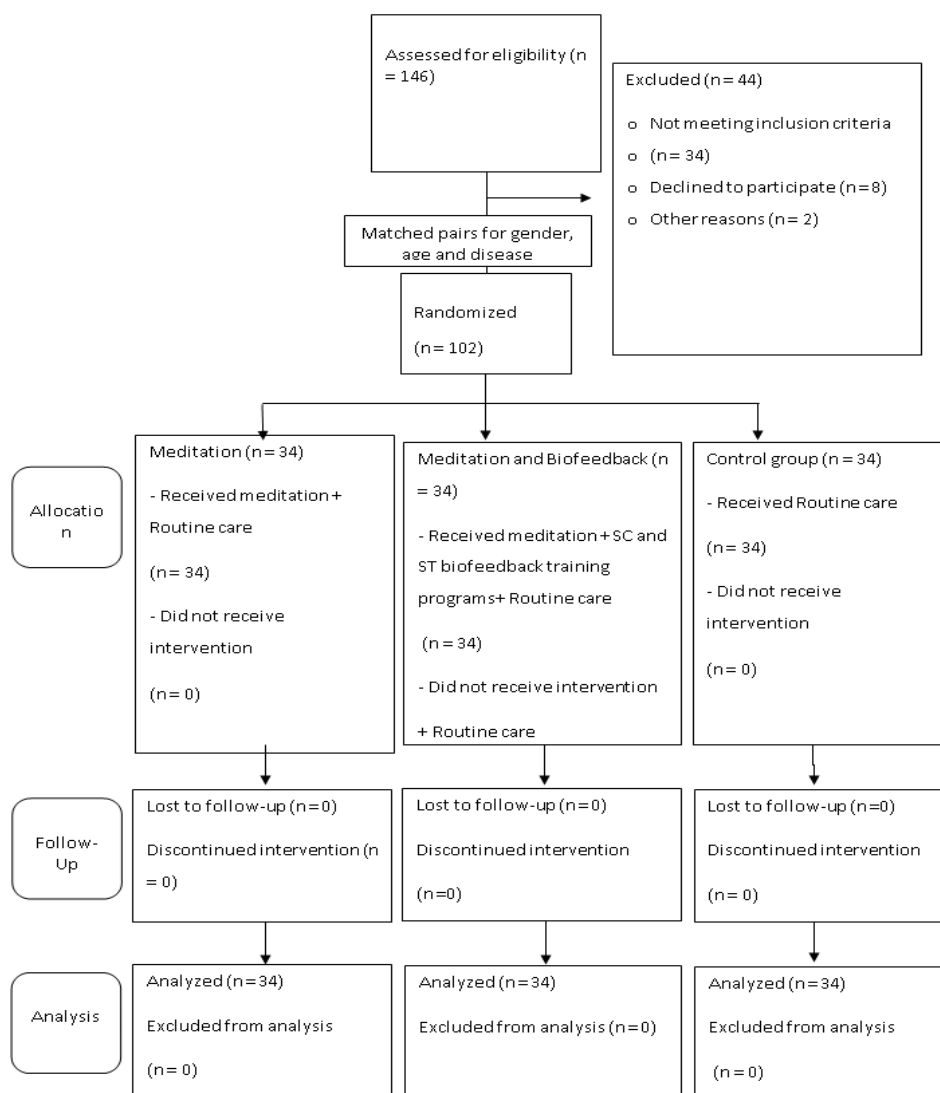 Assessed for eligibility (n
= 146)
Excluded (n = 44)
o Not meeting inclusion criteria
o (n = 34)
o Declined to participate (n=8)
o Other reasons (n = 2)
Matched pairs for gender,
age and disease
Randomized
(n = 102)
Allocatio
n
Meditation (n = 34)
- Received meditation +
Routine care
(n = 34)
- Did not receive
intervention
(n = 0)
Meditation and Biofeedback (n
= 34)
- Received meditation + SC and
ST biofeedback training
programs+ Routine care
(n = 34)
- Did not receive intervention
+ Routine care
Control group (n = 34)
- Received Routine care
(n = 34)
- Did not receive
intervention
(n = 0)
Follow-
Up
Lost to follow-up (n=0)
Discontinued intervention (n
= 0)
Lost to follow-up (n=0)
Discontinued intervention
(n=0)
Lost to follow-up (n=0)
Discontinued intervention
(n = 0)
Analysis
Analyzed (n=34)
Excluded from analysis
(n = 0)
Analyzed (n=34)
Excluded from analysis (n=0)
Analyzed (n=34)
Excluded from analysis
(n = 0)